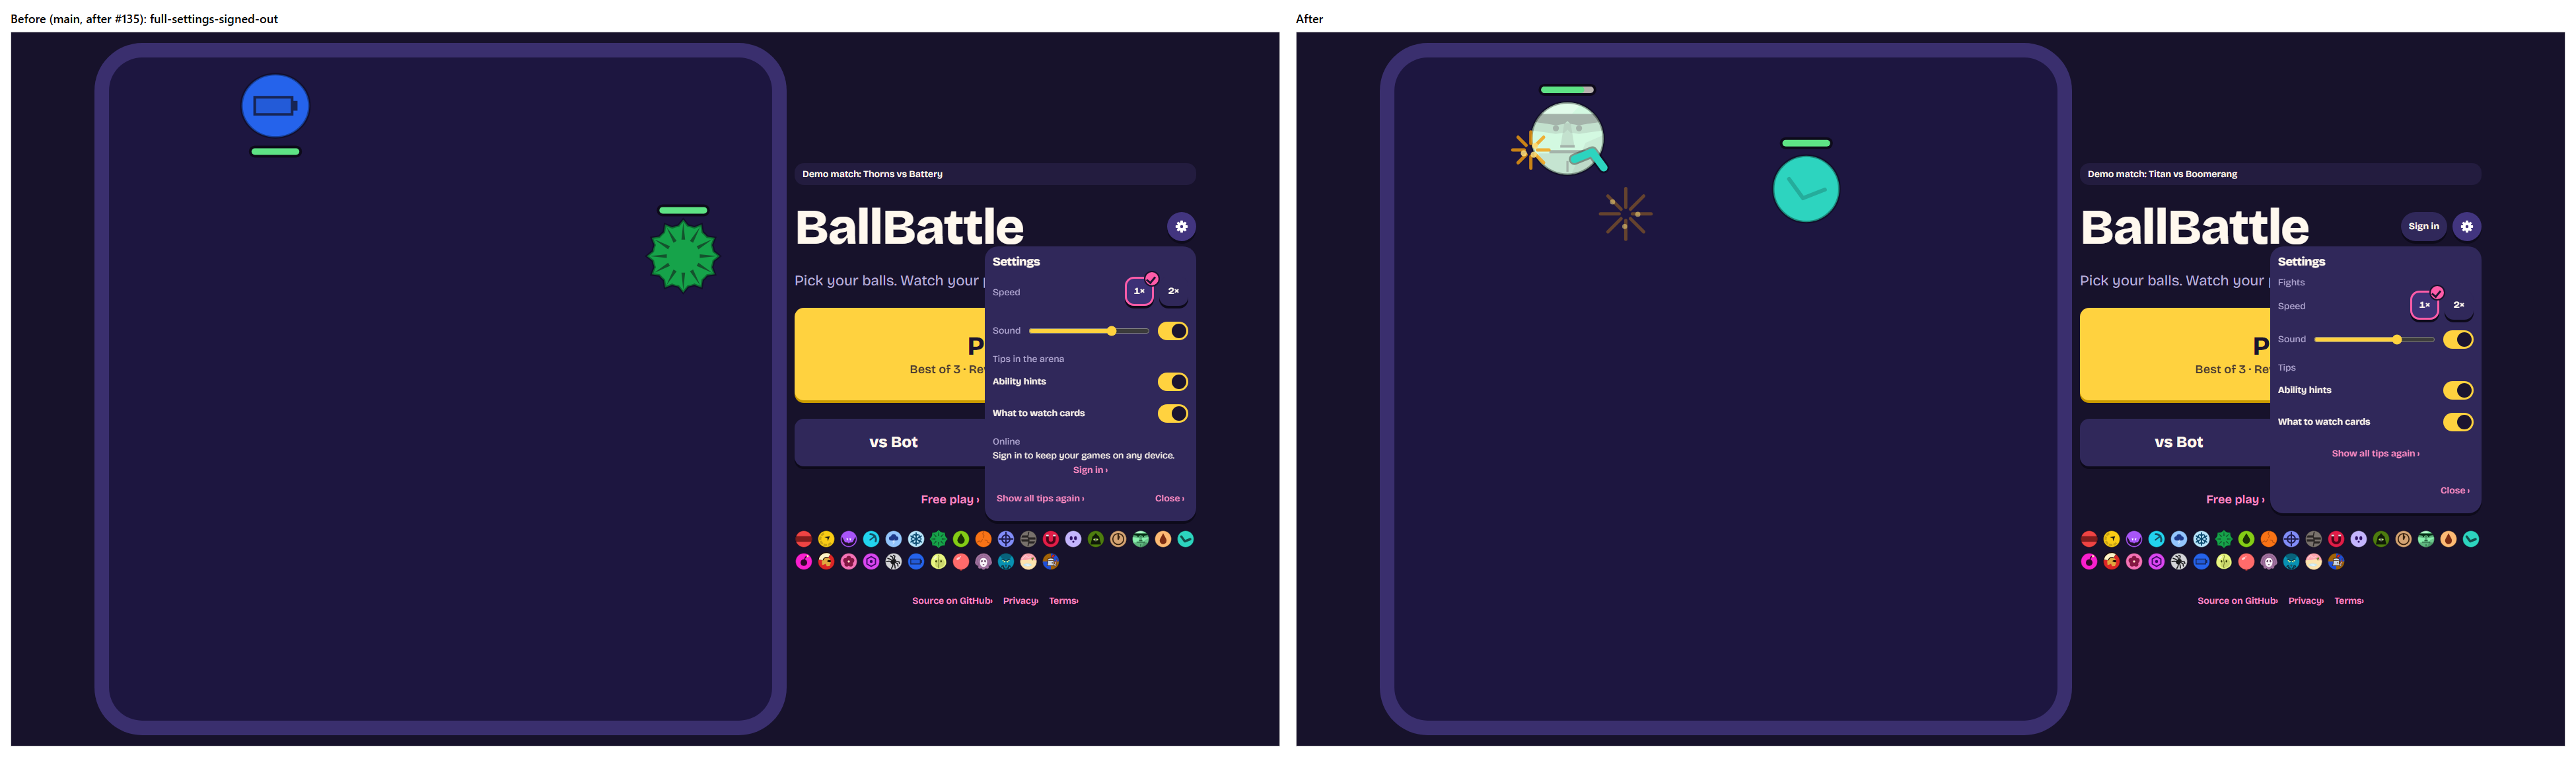 Before (main, after #135): full-settings-signed-out
Demo match: Thorns vs Battery
BallBattle
Pick your balls. Watch your
Settings
Speed 1× 2×
Sound
Tips in the arena
Ability hints
What to watch cards
Online
Sign in to keep your games on any device.
Sign in ›
Show all tips again › Close ›
P
Best of 3 · Re
vs Bot
Free play ›
Source on GitHub› Privacy› Terms›
After
Demo match: Titan vs Boomerang
BallBattle Sign in
Pick your balls. Watch your
Settings
Fights
Speed 1× 2×
Sound
Tips
Ability hints
What to watch cards
Show all tips again ›
Close ›
P
Best of 3 · Re
vs Bot
Free play ›
Source on GitHub› Privacy› Terms›